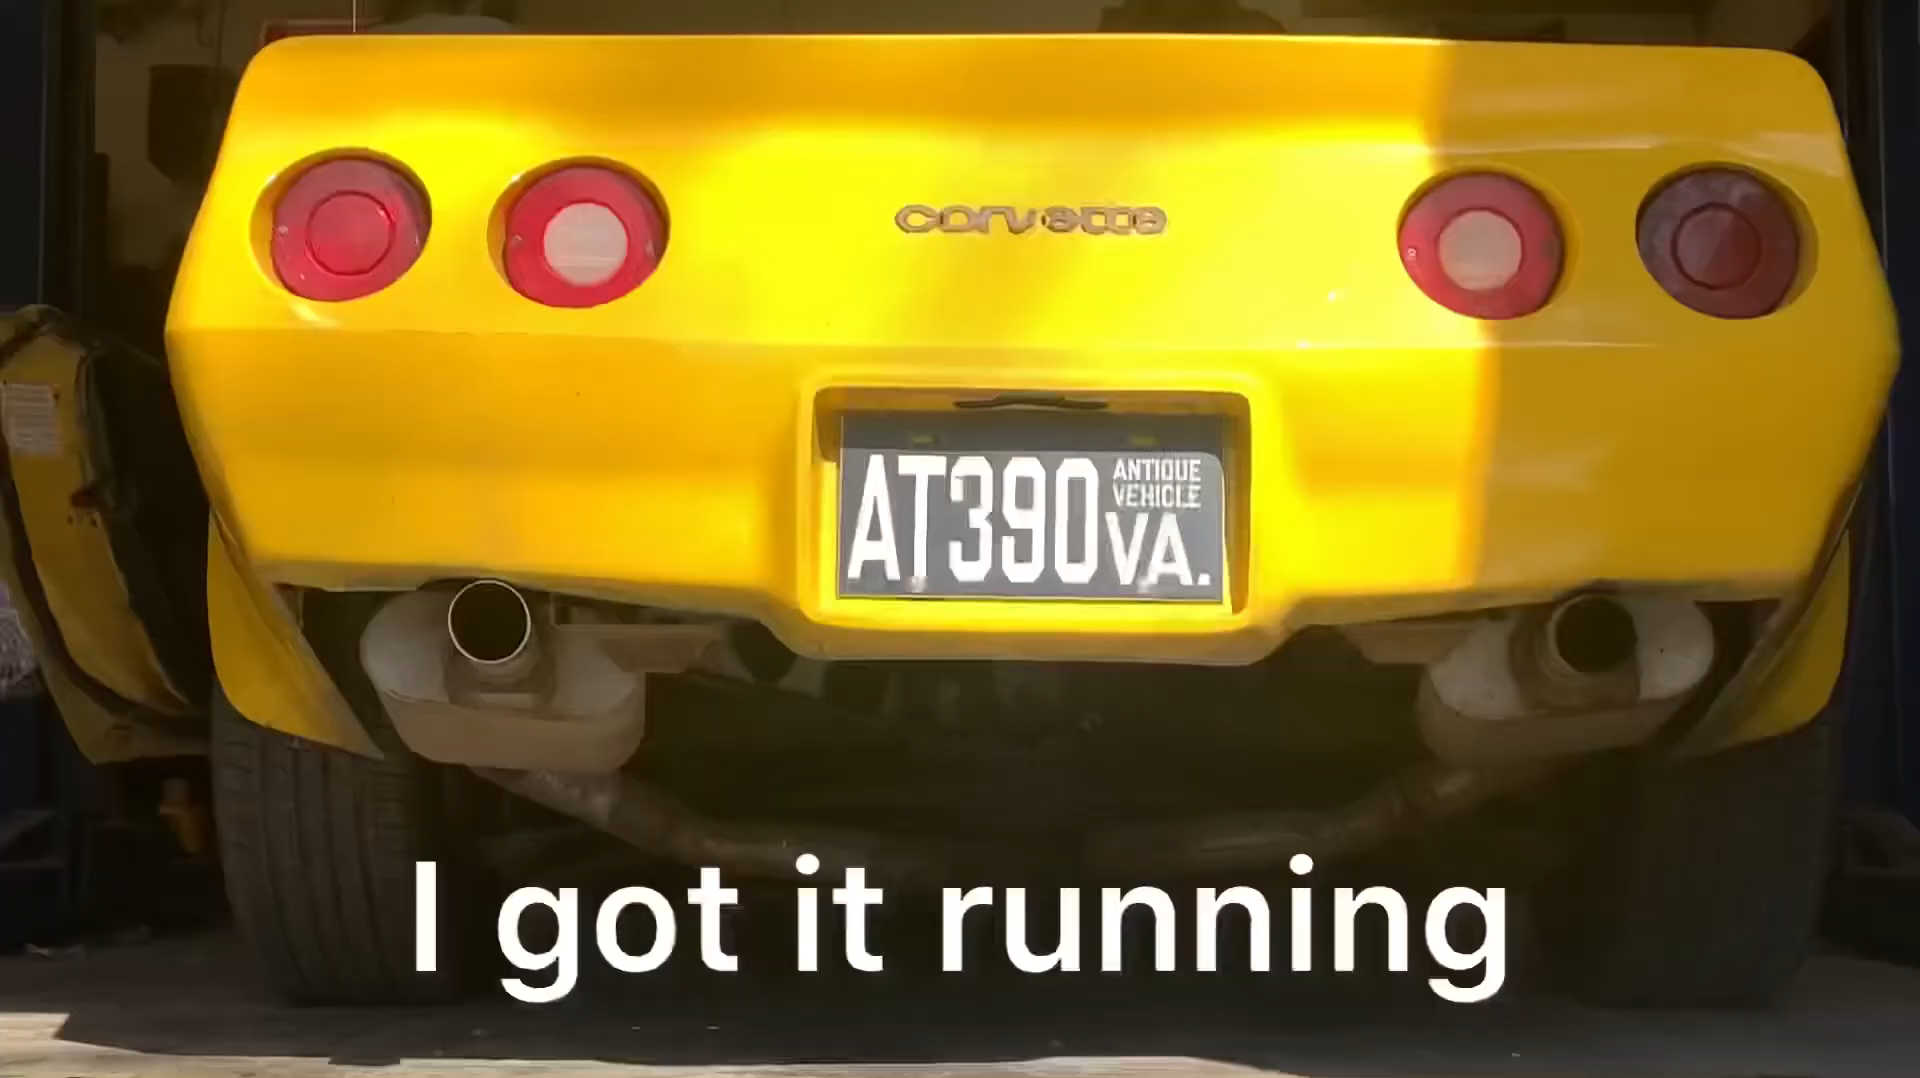 corvette
AT390
ANTIQUE
VEHICLE
VA.
I got it running